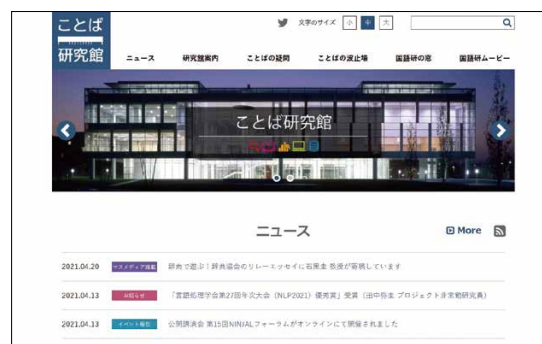 ことば
研究館
文字のサイズ 小 中 大
ニュース 研究館案内 ことばの疑問 ことばの波止場 国語研の窓 国語研ムービー
ことば研究館
ニュース
More
2021.04.20 マスメディア掲載 辞典で遊ぶ！辞典協会のリレーエッセイに石黒圭 教授が寄稿しています
2021.04.13 お知らせ 「言語処理学会第27回年次大会（NLP2021）優秀賞」受賞（田中弥生 プロジェクト非常勤研究員）
2021.04.13 イベント報告 公開講演会 第15回NINJALフォーラムがオンラインにて開催されました